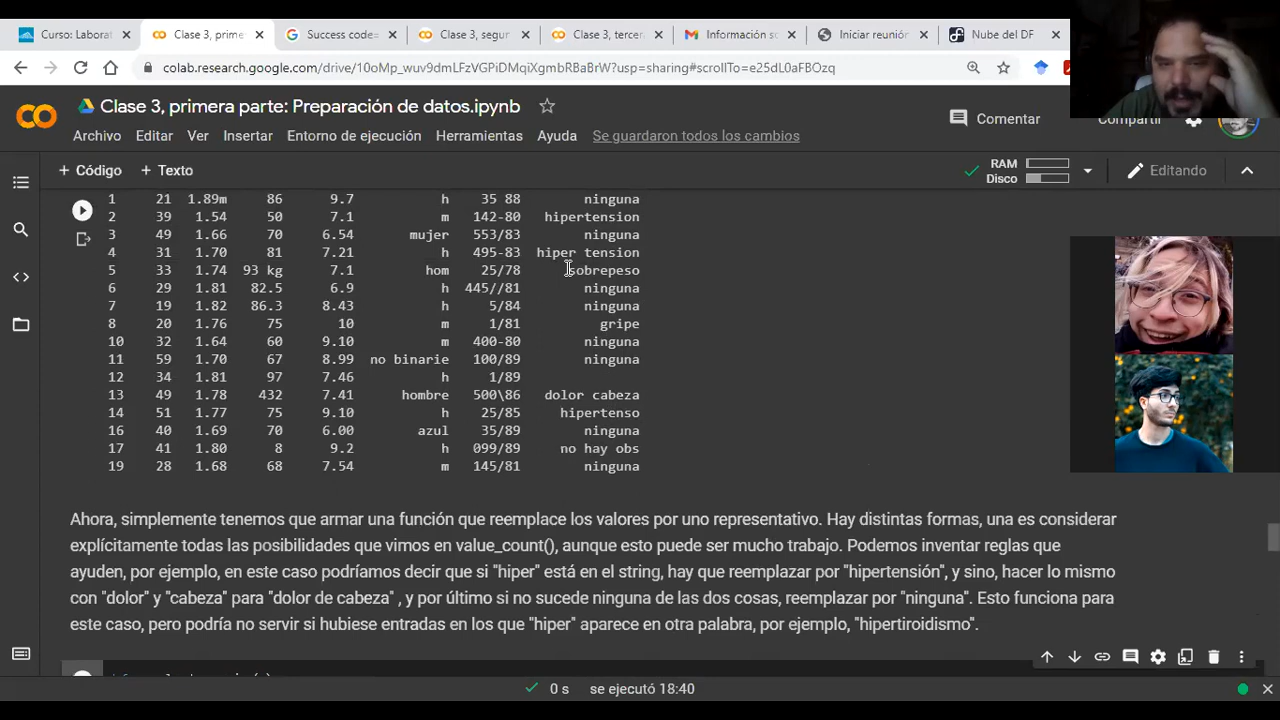 Curso: Laborat
Clase 3, prime
Success code=
Clase 3, segur
Clase 3, tercera
Información so
Iniciar reunión
Nube del DF
colab.research.google.com/drive/10oMp_wuv9dmLFzVGPiDMqiXgmbRBaBrW?usp=sharing#scrollTo=e25dL0aFBOzq
Clase 3, primera parte: Preparación de datos.ipynb
Comentar
Compartir
Archivo Editar Ver Insertar Entorno de ejecución Herramientas Ayuda Se guardaron todos los cambios
+ Código + Texto
RAM
Disco
Editando
1 21 1.89m 86 9.7 h 35 88 ninguna
2 39 1.54 50 7.1 m 142-80 hipertension
3 49 1.66 70 6.54 mujer 553/83 ninguna
4 31 1.70 81 7.21 h 495-83 hiper tension
5 33 1.74 93 kg 7.1 hom 25/78 sobrepeso
6 29 1.81 82.5 6.9 h 445//81 ninguna
7 19 1.82 86.3 8.43 h 5/84 ninguna
8 20 1.76 75 10 m 1/81 gripe
10 32 1.64 60 9.10 m 400-80 ninguna
11 59 1.70 67 8.99 no binarie 100/89 ninguna
12 34 1.81 97 7.46 h 1/89
13 49 1.78 432 7.41 hombre 500\86 dolor cabeza
14 51 1.77 75 9.10 h 25/85 hipertenso
16 40 1.69 70 6.00 azul 35/89 ninguna
17 41 1.80 8 9.2 h 099/89 no hay obs
19 28 1.68 68 7.54 m 145/81 ninguna
Ahora, simplemente tenemos que armar una función que reemplace los valores por uno representativo. Hay distintas formas, una es considerar
explícitamente todas las posibilidades que vimos en value_count(), aunque esto puede ser mucho trabajo. Podemos inventar reglas que
ayuden, por ejemplo, en este caso podríamos decir que si "hiper" está en el string, hay que reemplazar por "hipertensión", y sino, hacer lo mismo
con "dolor" y "cabeza" para "dolor de cabeza" , y por último si no sucede ninguna de las dos cosas, reemplazar por "ninguna". Esto funciona para
este caso, pero podría no servir si hubiese entradas en los que "hiper" aparece en otra palabra, por ejemplo, "hipertiroidismo".
0 s se ejecutó 18:40